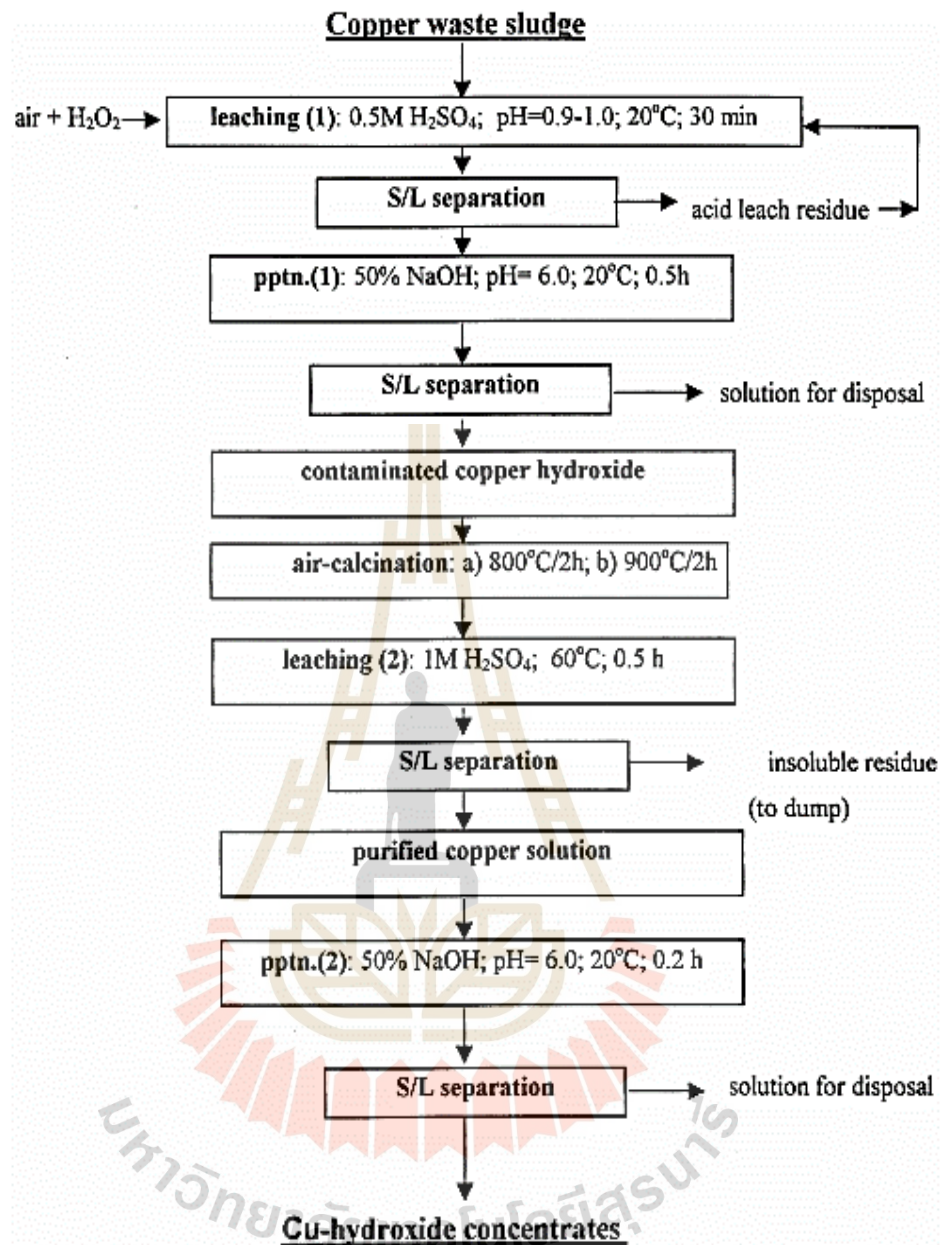 Copper waste sludge
air + H₂O₂
leaching (1): 0.5M H₂SO₄; pH=0.9-1.0; 20°C; 30 min
S/L separation
acid leach residue
pptn.(1): 50% NaOH; pH= 6.0; 20°C; 0.5h
S/L separation
solution for disposal
contaminated copper hydroxide
air-calcination: a) 800°C/2h; b) 900°C/2h
leaching (2): 1M H₂SO₄; 60°C; 0.5 h
S/L separation
insoluble residue
(to dump)
purified copper solution
pptn.(2): 50% NaOH; pH= 6.0; 20°C; 0.2 h
S/L separation
solution for disposal
Cu-hydroxide concentrates